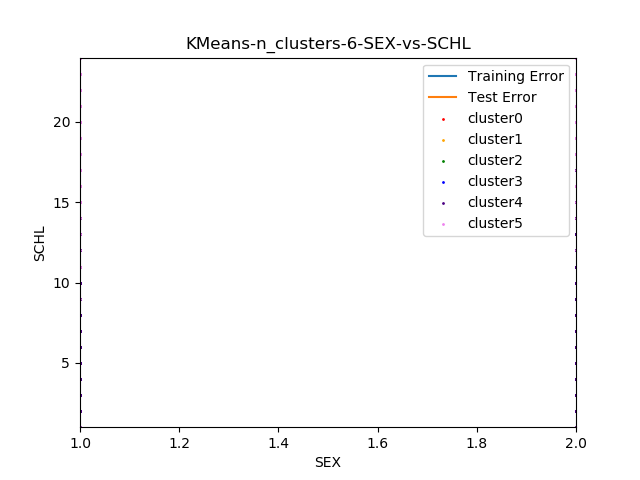 KMeans-n_clusters-6-SEX-vs-SCHL
Training Error
Test Error
cluster0
cluster1
cluster2
cluster3
cluster4
cluster5
20
15
10
5
SCHL
1.0 1.2 1.4 1.6 1.8 2.0
SEX